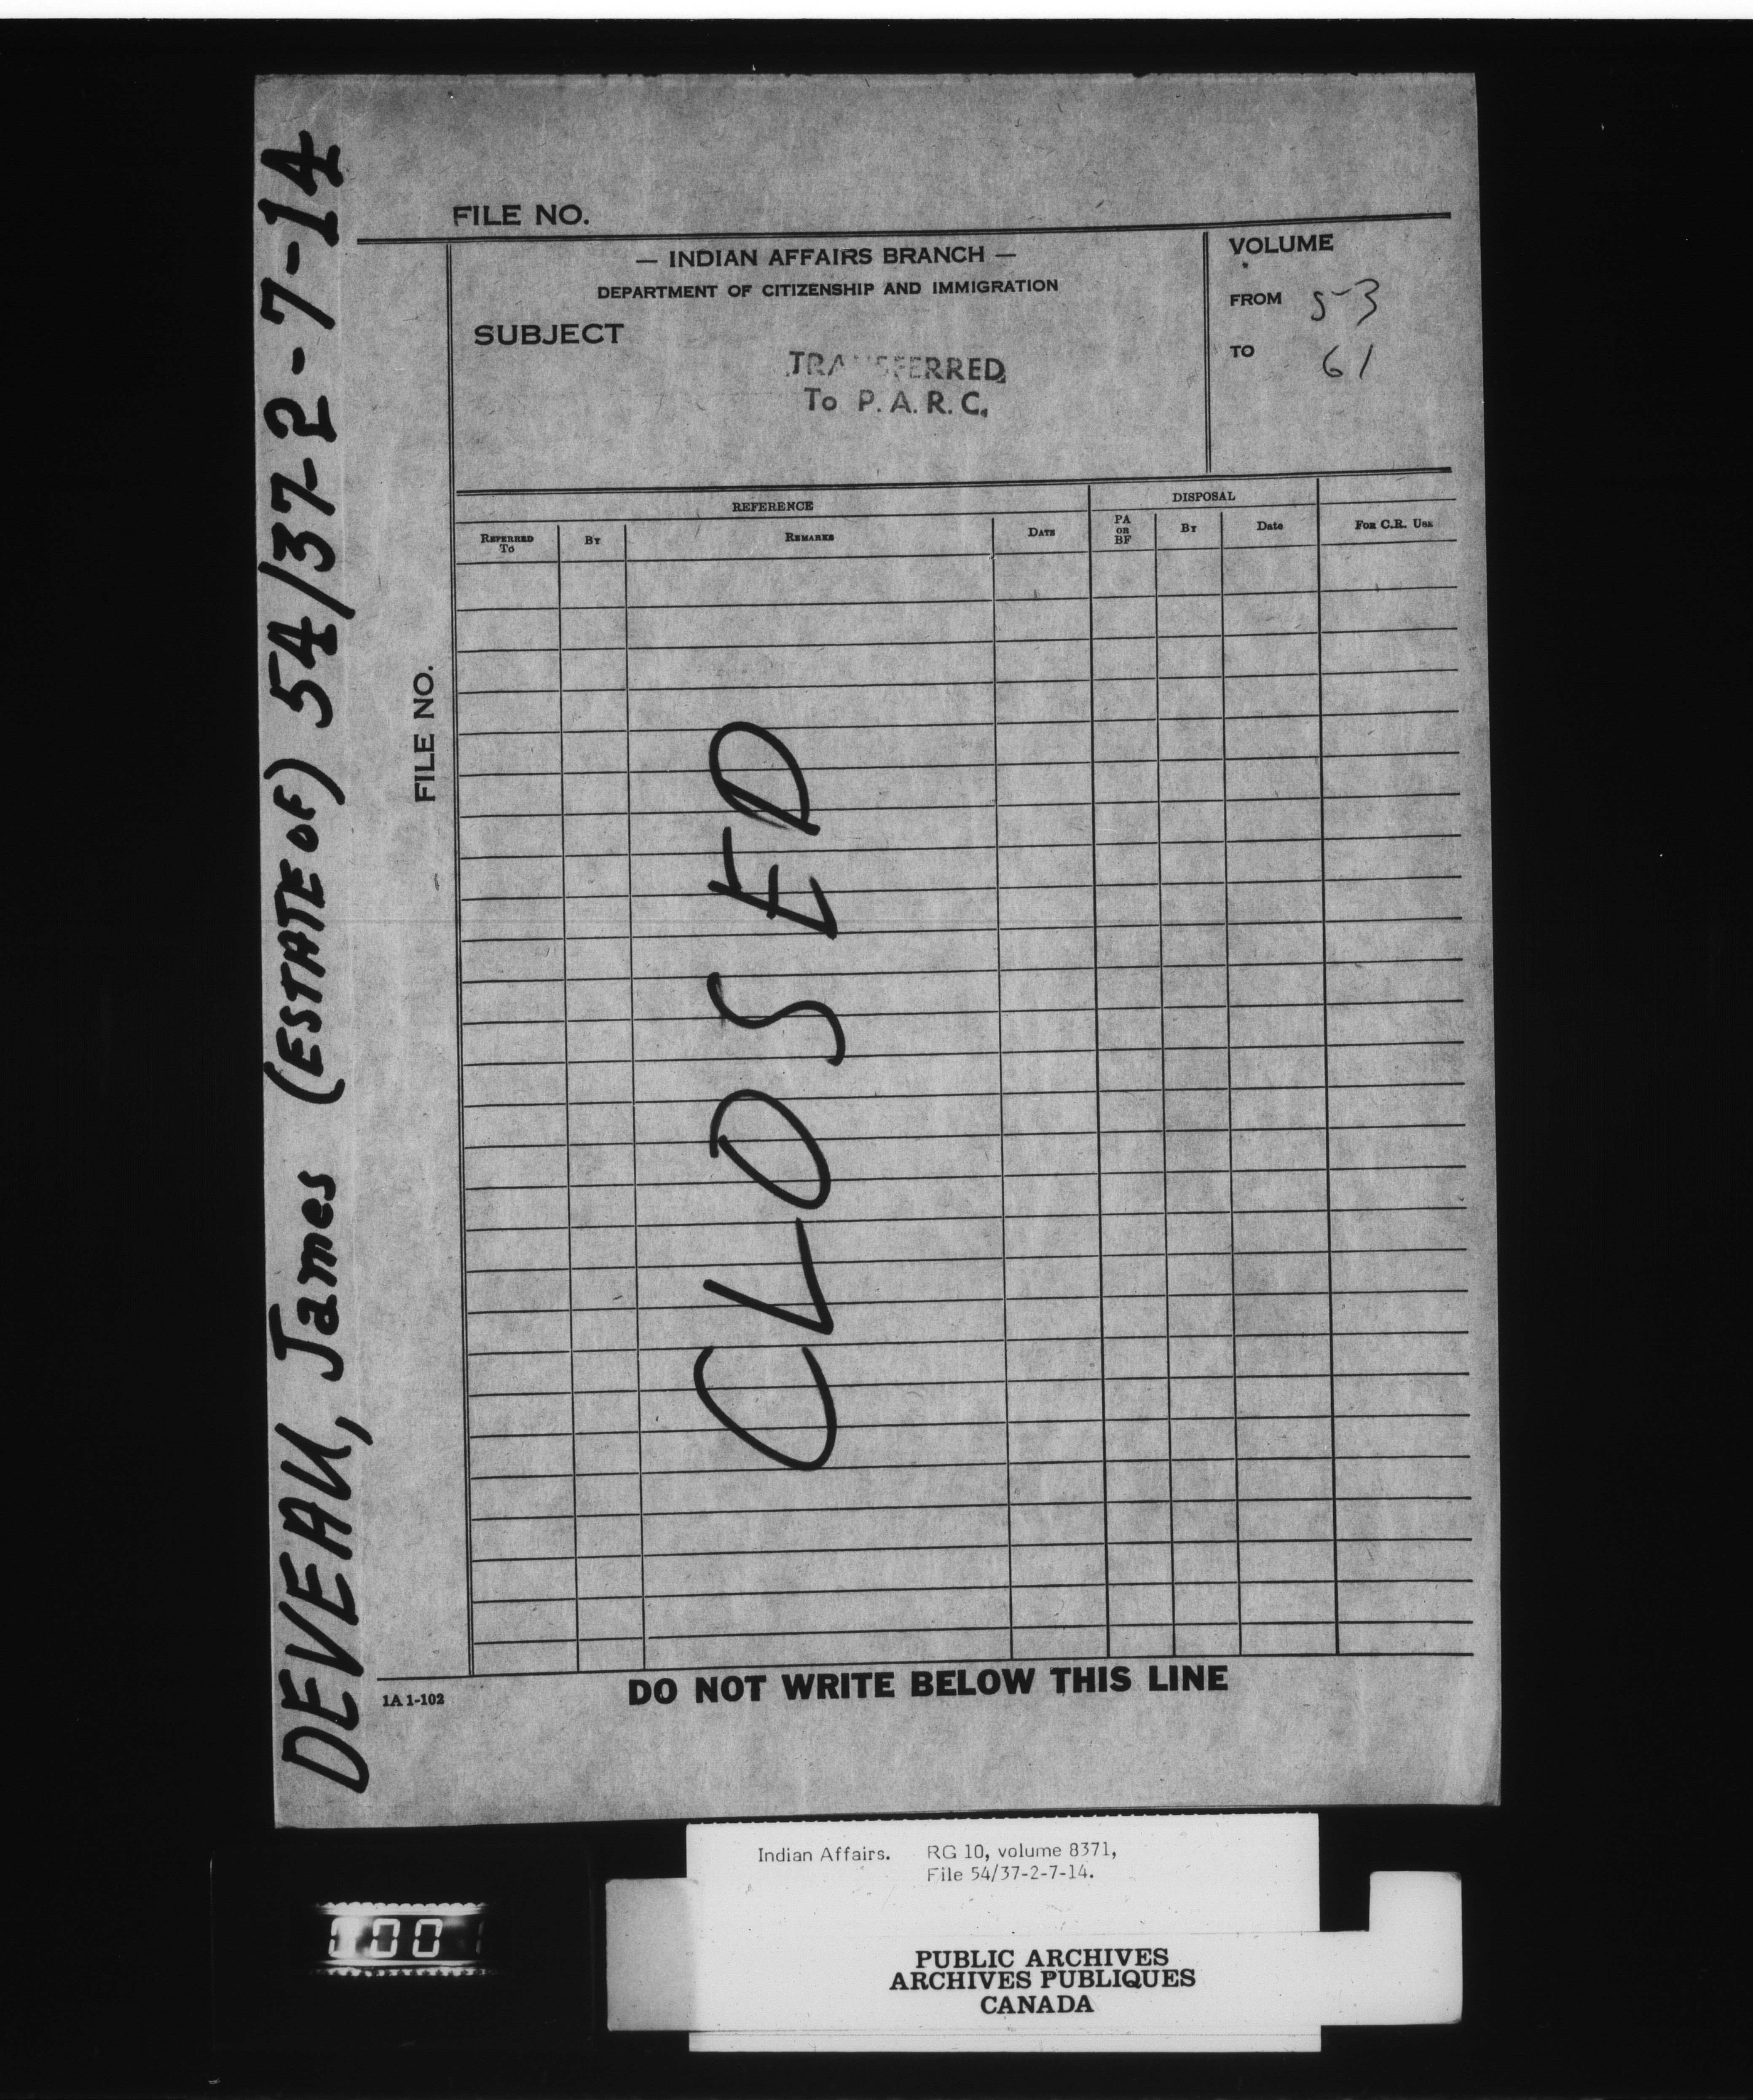 DEVEAU, James (ESTATE OF) 54/37-2-7-14
FILE NO.
FILE NO.
— INDIAN AFFAIRS BRANCH —
DEPARTMENT OF CITIZENSHIP AND IMMIGRATION
SUBJECT
TRANSFERRED
To P.A.R.C.
VOLUME
FROM 53
TO 61
REFERENCE
DISPOSAL
REFERRED TO
BY
REMARKS
DATE
PA OR BF
BY
Date
FOR C.R. USE
CLOSED
1A 1-102
DO NOT WRITE BELOW THIS LINE
Indian Affairs. RG 10, volume 8371,
File 54/37-2-7-14.
PUBLIC ARCHIVES
ARCHIVES PUBLIQUES
CANADA